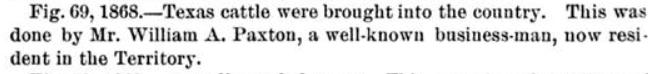 Fig. 69, 1868.—Texas cattle were brought into the country. This was
done by Mr. William A. Paxton, a well-known business-man, now resi-
dent in the Territory.